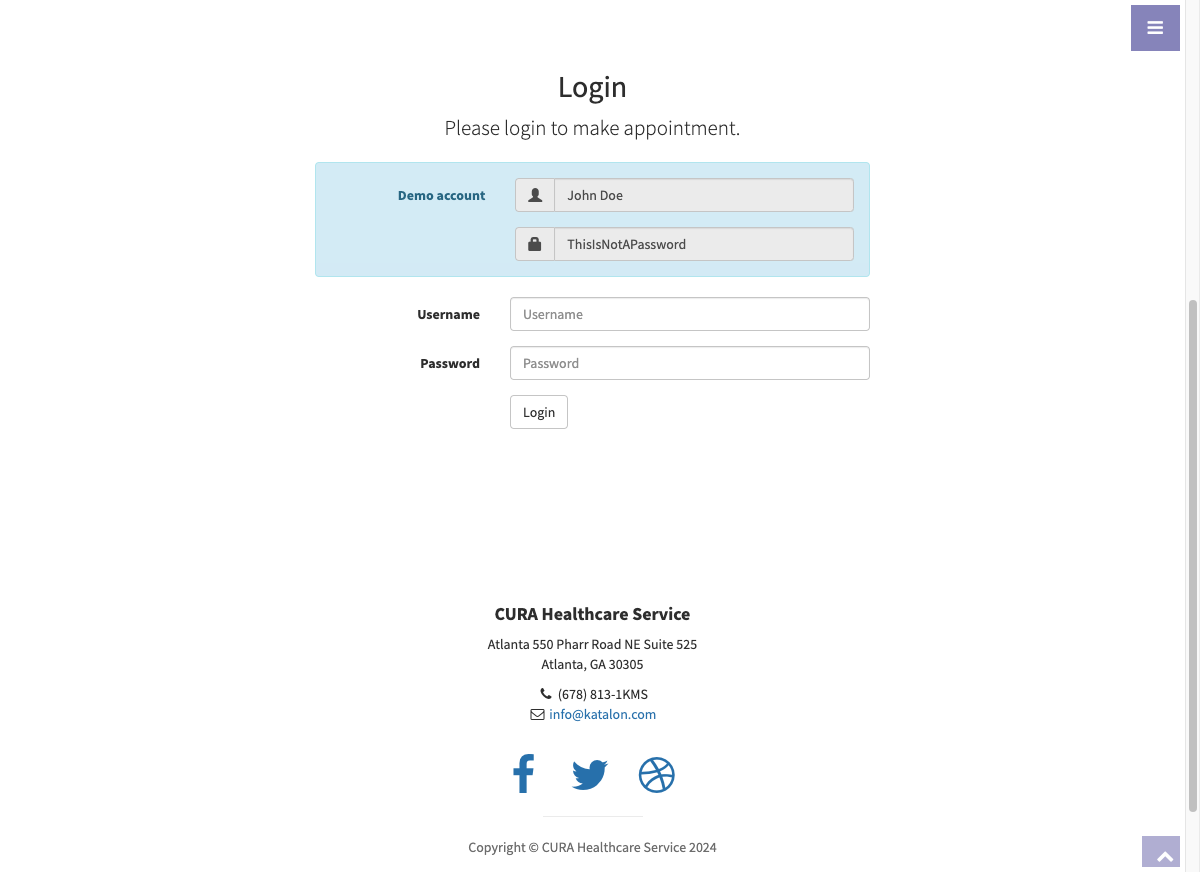 Login
Please login to make appointment.
Demo account
John Doe
ThisIsNotAPassword
Username
Username
Password
Password
Login
CURA Healthcare Service
Atlanta 550 Pharr Road NE Suite 525
Atlanta, GA 30305
(678) 813-1KMS
info@katalon.com
Copyright © CURA Healthcare Service 2024